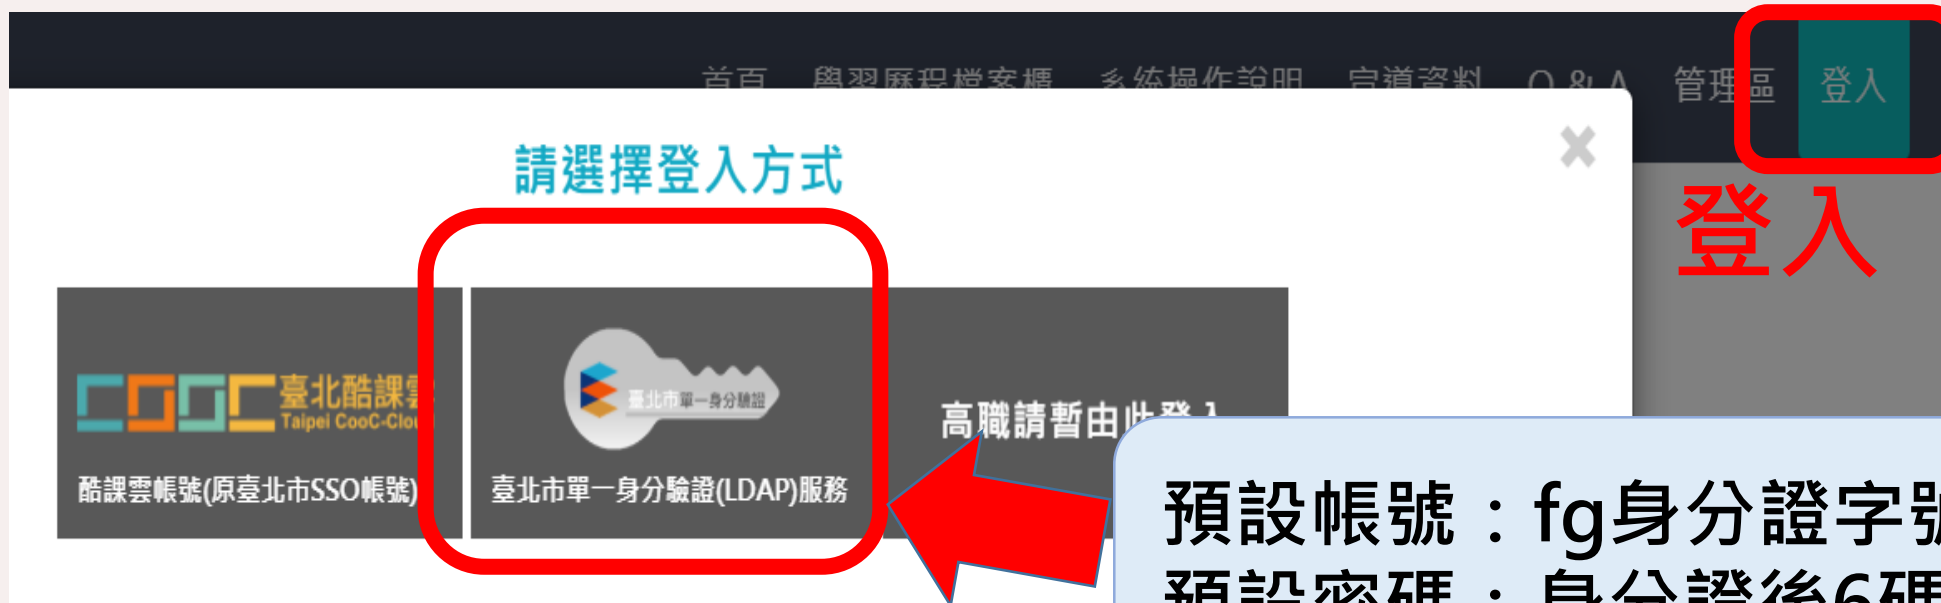 首頁 學習歷程檔案櫃 系統操作說明 宣導資料 Q & A 管理區 登入
請選擇登入方式
登入
臺北酷課雲
Taipei CooC-Clou
臺北市單一身分驗證
高職請暫由此登入
酷課雲帳號(原臺北市SSO帳號)
臺北市單一身分驗證(LDAP)服務
預設帳號：fg身分證字號
預設密碼：身分證後6碼